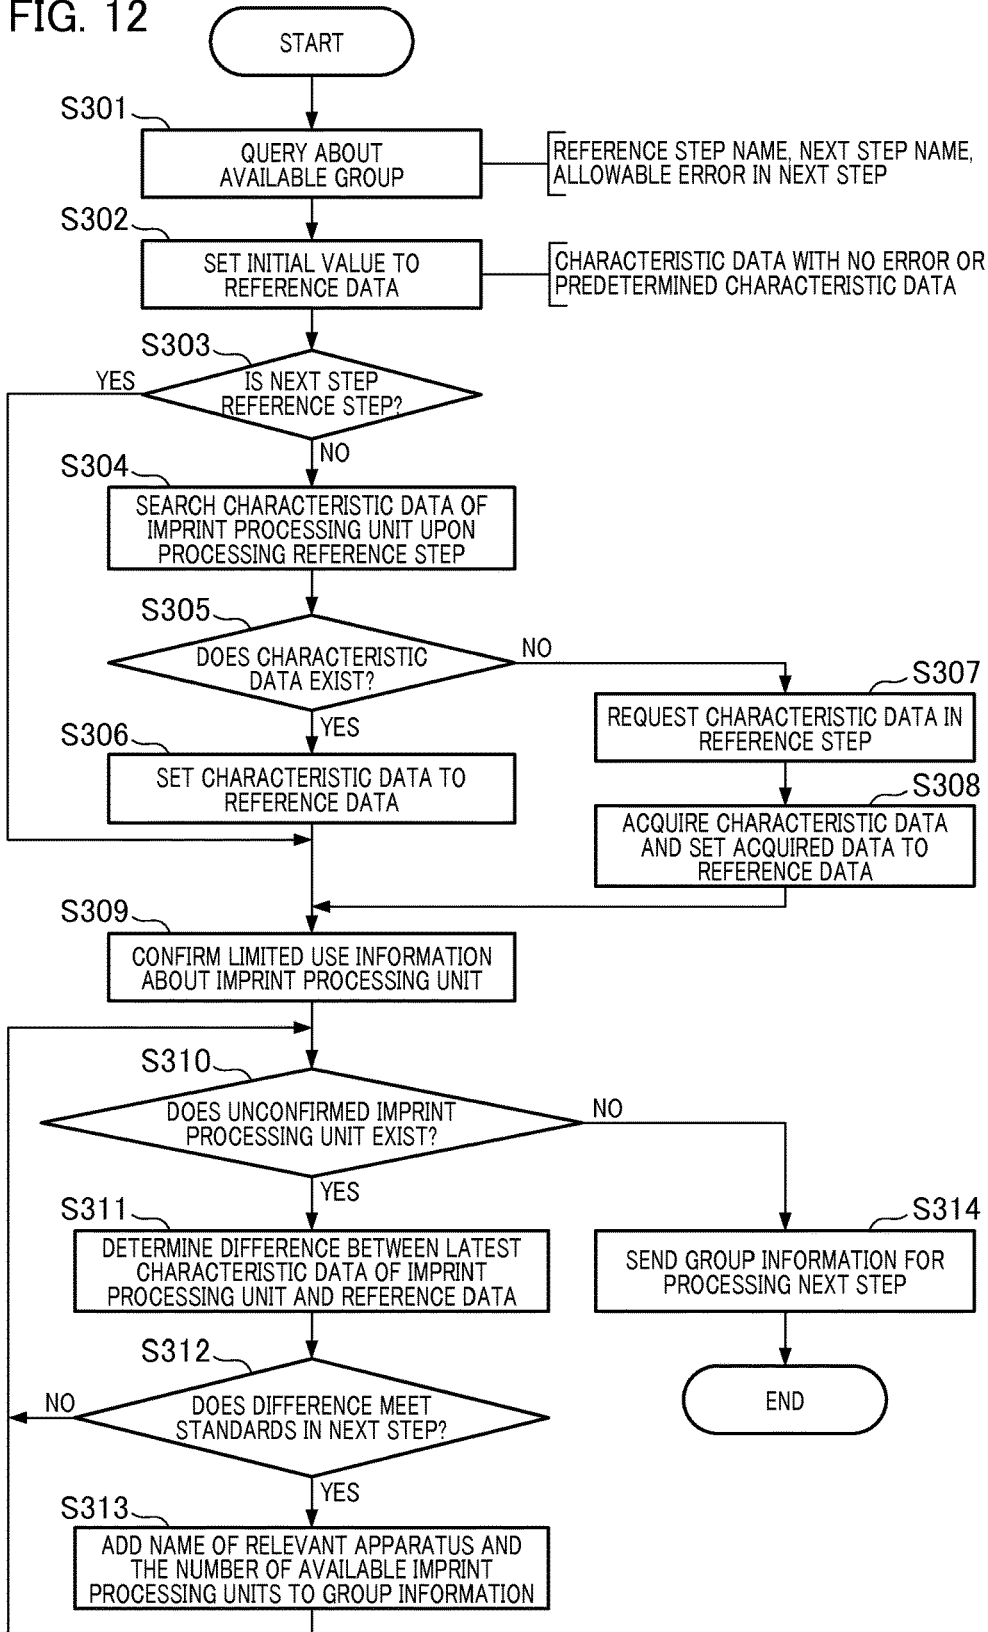 FIG. 12
START
S301
QUERY ABOUT
AVAILABLE GROUP
REFERENCE STEP NAME, NEXT STEP NAME,
ALLOWABLE ERROR IN NEXT STEP
S302
SET INITIAL VALUE TO
REFERENCE DATA
CHARACTERISTIC DATA WITH NO ERROR OR
PREDETERMINED CHARACTERISTIC DATA
S303
YES
IS NEXT STEP
REFERENCE STEP?
NO
S304
SEARCH CHARACTERISTIC DATA OF
IMPRINT PROCESSING UNIT UPON
PROCESSING REFERENCE STEP
S305
DOES CHARACTERISTIC
DATA EXIST?
NO
YES
S306
SET CHARACTERISTIC DATA TO
REFERENCE DATA
S307
REQUEST CHARACTERISTIC DATA IN
REFERENCE STEP
S308
ACQUIRE CHARACTERISTIC DATA
AND SET ACQUIRED DATA TO
REFERENCE DATA
S309
CONFIRM LIMITED USE INFORMATION
ABOUT IMPRINT PROCESSING UNIT
S310
DOES UNCONFIRMED IMPRINT
PROCESSING UNIT EXIST?
NO
YES
S311
DETERMINE DIFFERENCE BETWEEN LATEST
CHARACTERISTIC DATA OF IMPRINT
PROCESSING UNIT AND REFERENCE DATA
S314
SEND GROUP INFORMATION FOR
PROCESSING NEXT STEP
S312
NO
DOES DIFFERENCE MEET
STANDARDS IN NEXT STEP?
END
YES
S313
ADD NAME OF RELEVANT APPARATUS AND
THE NUMBER OF AVAILABLE IMPRINT
PROCESSING UNITS TO GROUP INFORMATION